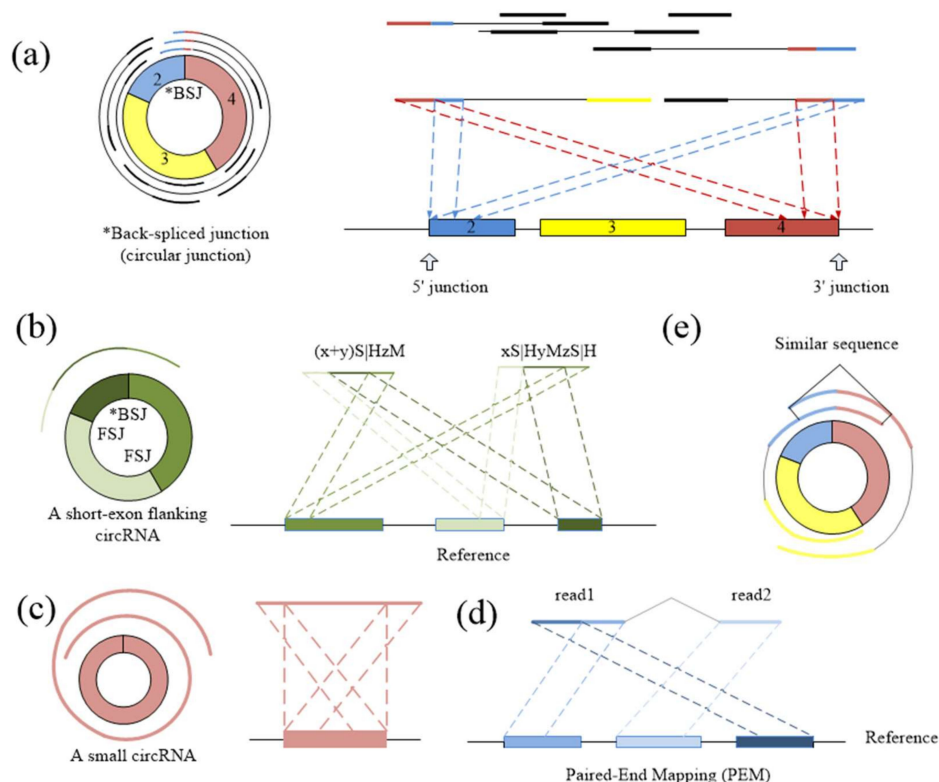 (a)
2
*BSJ
4
3
*Back-spliced junction
(circular junction)
2
3
4
5' junction
3' junction
(b)
*BSJ
FSJ
FSJ
A short-exon flanking
circRNA
(x+y)S|HzM
xS|HyMzS|H
Reference
(e)
Similar sequence
(c)
A small circRNA
(d)
read1
read2
Reference
Paired-End Mapping (PEM)